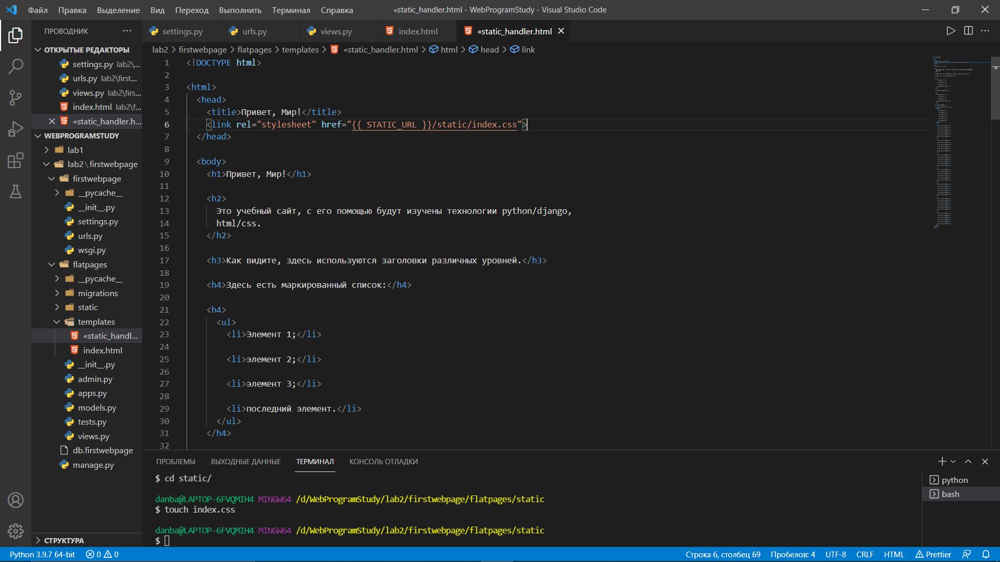 Файл Правка Выделение Вид Переход Выполнить Терминал Справка «static_handler.html - WebProgramStudy - Visual Studio Code
ПРОВОДНИК
settings.py urls.py views.py index.html «static_handler.html
lab2 > firstwebpage > flatpages > templates > «static_handler.html > html > head > link
ОТКРЫТЫЕ РЕДАКТОРЫ
settings.py lab2\...
urls.py lab2\first...
views.py lab2\firs...
index.html lab2\f...
«static_handler.h...
WEBPROGRAMSTUDY
lab1
lab2 \ firstwebpage
firstwebpage
__pycache__
__init__.py
settings.py
urls.py
wsgi.py
flatpages
__pycache__
migrations
static
templates
«static_handl...
index.html
__init__.py
admin.py
apps.py
models.py
tests.py
views.py
db.firstwebpage
manage.py
СТРУКТУРА
1 <!DOCTYPE html>
2
3 <html>
4 <head>
5 <title>Привет, Мир!</title>
6 <link rel="stylesheet" href="{{ STATIC_URL }}/static/index.css">
7 </head>
8
9 <body>
10 <h1>Привет, Мир!</h1>
11
12 <h2>
13 Это учебный сайт, с его помощью будут изучены технологии python/django,
14 html/css.
15 </h2>
16
17 <h3>Как видите, здесь используются заголовки различных уровней.</h3>
18
19 <h4>Здесь есть маркированный список:</h4>
20
21 <h4>
22 <ul>
23 <li>Элемент 1;</li>
24
25 <li>элемент 2;</li>
26
27 <li>элемент 3;</li>
28
29 <li>последний элемент.</li>
30 </ul>
31 </h4>
32
ПРОБЛЕМЫ ВЫХОДНЫЕ ДАННЫЕ ТЕРМИНАЛ КОНСОЛЬ ОТЛАДКИ
$ cd static/
danba@LAPTOP-6FVQMIH4 MINGW64 /d/WebProgramStudy/lab2/firstwebpage/flatpages/static
$ touch index.css
danba@LAPTOP-6FVQMIH4 MINGW64 /d/WebProgramStudy/lab2/firstwebpage/flatpages/static
$
python
bash
Python 3.9.7 64-bit 0 0 Строка 6, столбец 69 Пробелов: 4 UTF-8 CRLF HTML Prettier